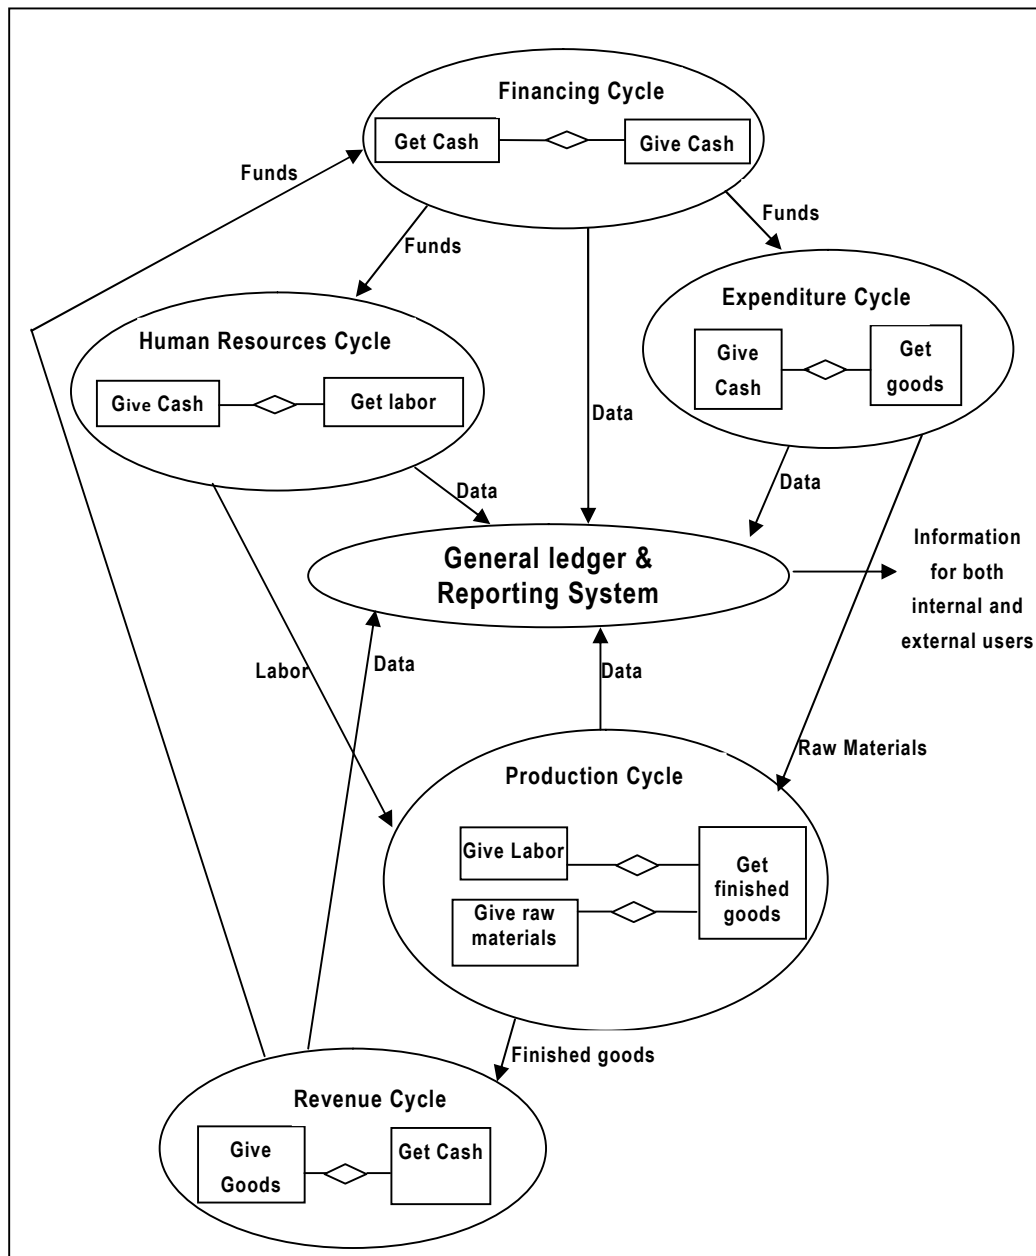 Financing Cycle
Get Cash
Give Cash
Funds
Funds
Funds
Expenditure Cycle
Give
Cash
Get
goods
Human Resources Cycle
Give Cash
Get labor
Data
Data
Data
General ledger &
Reporting System
Information
for both
internal and
external users
Labor
Data
Data
Raw Materials
Production Cycle
Give Labor
Give raw
materials
Get
finished
goods
Finished goods
Revenue Cycle
Give
Goods
Get Cash